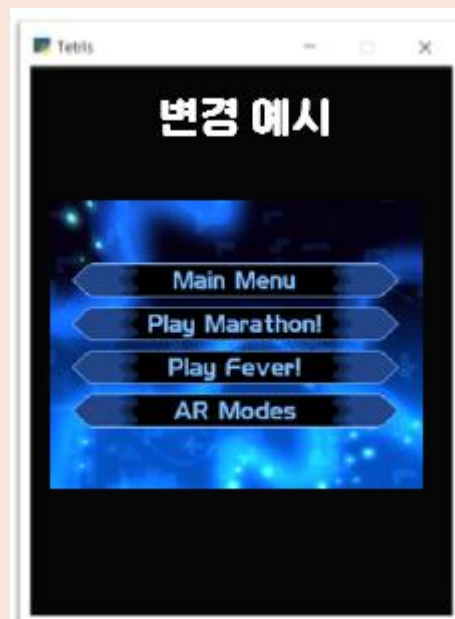 Tetris
변경 예시
Main Menu
Play Marathon!
Play Fever!
AR Modes